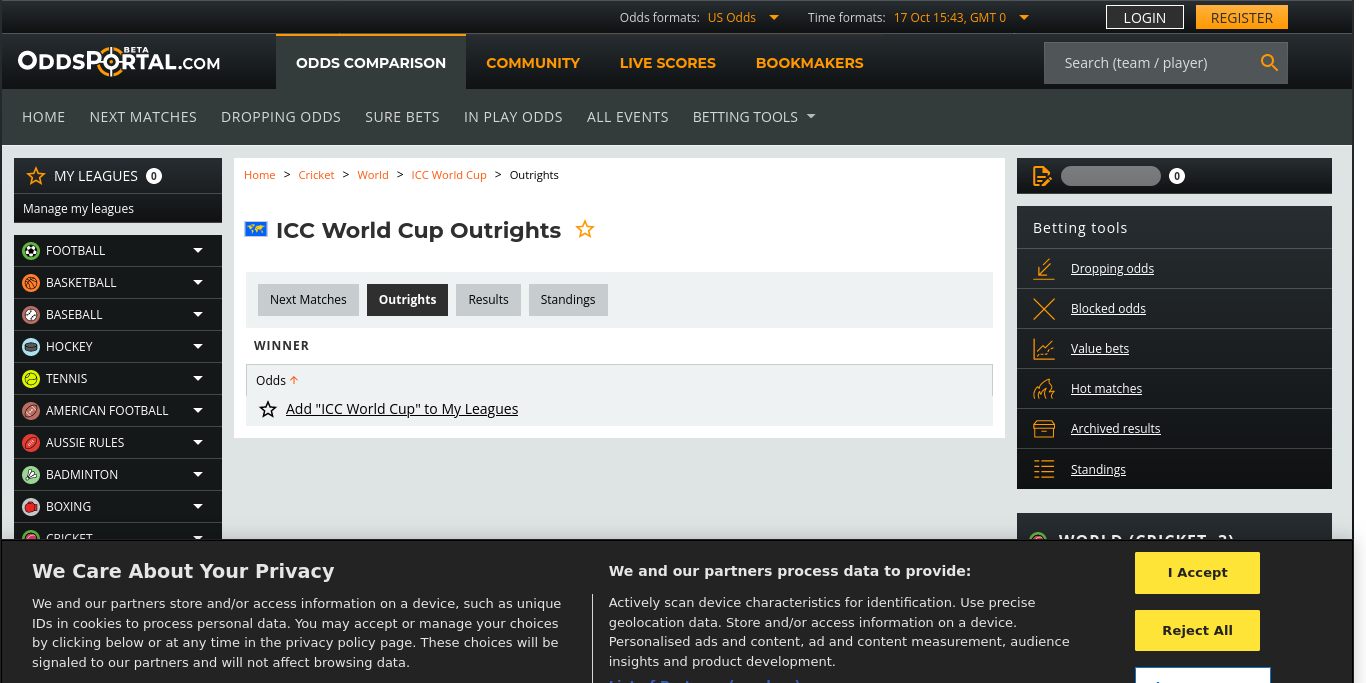 Odds formats: US Odds Time formats: 17 Oct 15:43, GMT 0 LOGIN REGISTER
ODDSPORTAL.COM BETA ODDS COMPARISON COMMUNITY LIVE SCORES BOOKMAKERS Search (team / player)
HOME NEXT MATCHES DROPPING ODDS SURE BETS IN PLAY ODDS ALL EVENTS BETTING TOOLS
MY LEAGUES 0
Manage my leagues
FOOTBALL
BASKETBALL
BASEBALL
HOCKEY
TENNIS
AMERICAN FOOTBALL
AUSSIE RULES
BADMINTON
BOXING
CRICKET
Home > Cricket > World > ICC World Cup > Outrights
ICC World Cup Outrights
Next Matches Outrights Results Standings
WINNER
Odds
Add "ICC World Cup" to My Leagues
0
Betting tools
Dropping odds
Blocked odds
Value bets
Hot matches
Archived results
Standings
We Care About Your Privacy
We and our partners store and/or access information on a device, such as unique
IDs in cookies to process personal data. You may accept or manage your choices
by clicking below or at any time in the privacy policy page. These choices will be
signaled to our partners and will not affect browsing data.
We and our partners process data to provide:
Actively scan device characteristics for identification. Use precise
geolocation data. Store and/or access information on a device.
Personalised ads and content, ad and content measurement, audience
insights and product development.
I Accept
Reject All